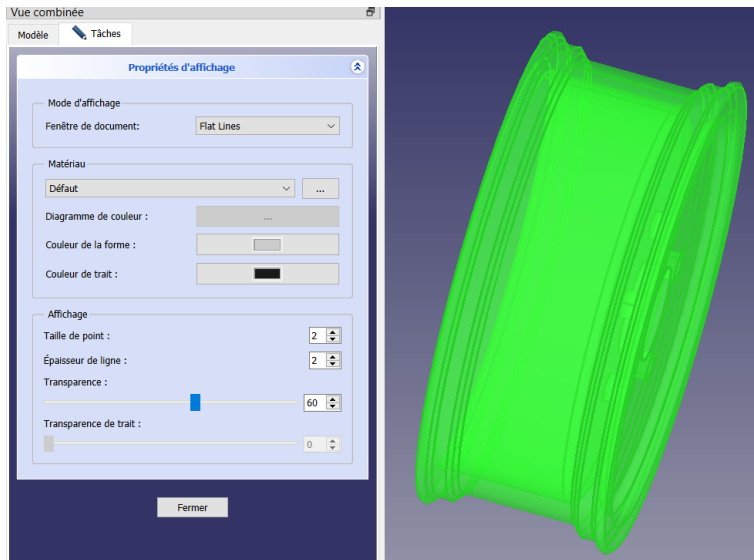 Vue combinée
Modèle
Tâches
Propriétés d'affichage
Mode d'affichage
Fenêtre de document: Flat Lines
Matériau
Défaut ...
Diagramme de couleur : ...
Couleur de la forme :
Couleur de trait :
Affichage
Taille de point : 2
Épaisseur de ligne : 2
Transparence :
60
Transparence de trait :
0
Fermer